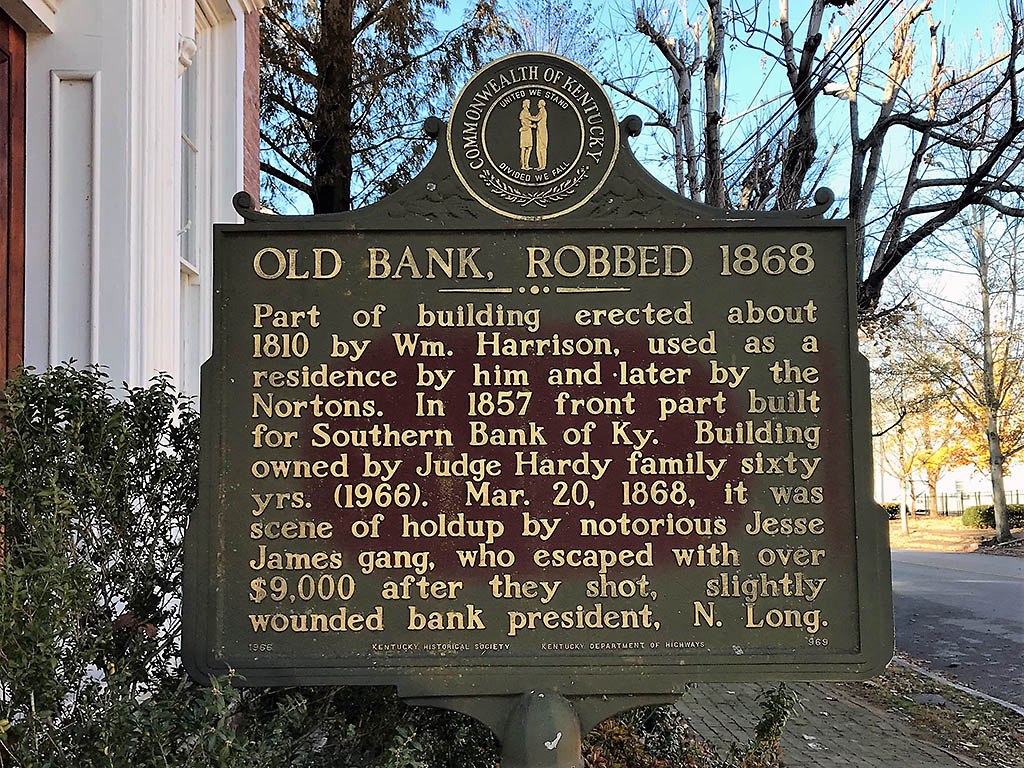 COMMONWEALTH OF KENTUCKY
UNITED WE STAND
DIVIDED WE FALL
OLD BANK, ROBBED 1868
Part of building erected about
1810 by Wm. Harrison, used as a
residence by him and later by the
Nortons. In 1857 front part built
for Southern Bank of Ky. Building
owned by Judge Hardy family sixty
yrs. (1966). Mar. 20, 1868, it was
scene of holdup by notorious Jesse
James gang, who escaped with over
$9,000 after they shot, slightly
wounded bank president, N. Long.
1966 KENTUCKY HISTORICAL SOCIETY KENTUCKY DEPARTMENT OF HIGHWAYS 969